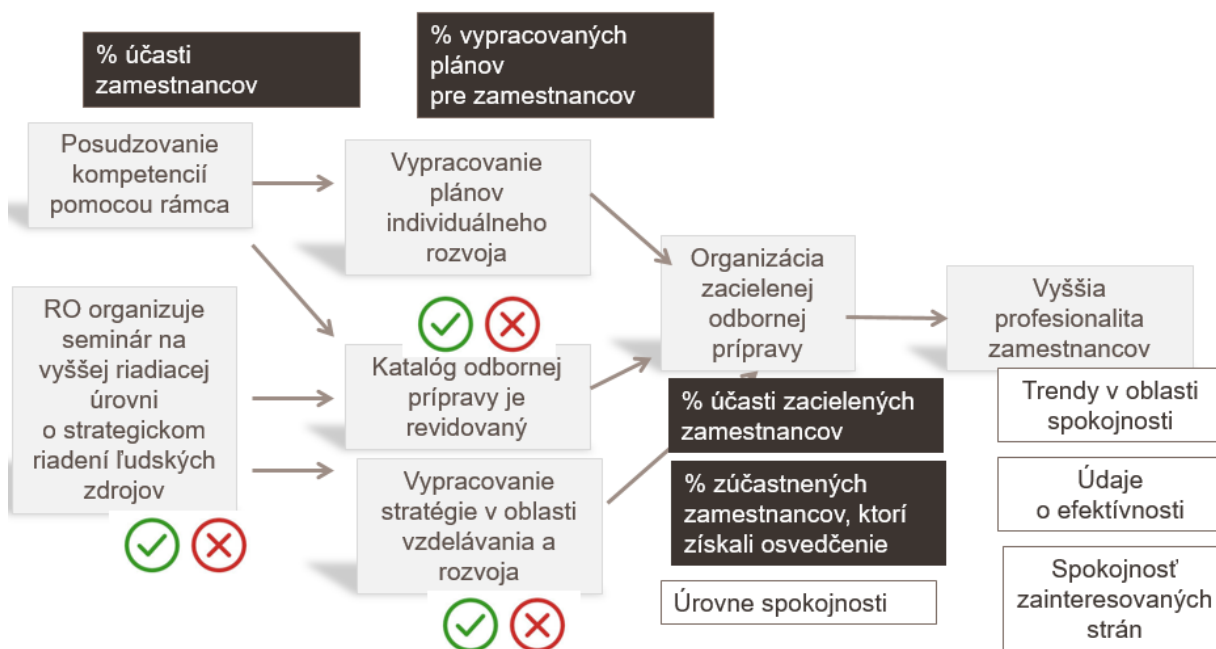 % účasti
zamestnancov
% vypracovaných
plánov
pre zamestnancov
Posudzovanie
kompetencií
pomocou rámca
Vypracovanie
plánov
individuálneho
rozvoja
RO organizuje
seminár na
vyššej riadiacej
úrovni
o strategickom
riadení ľudských
zdrojov
Katalóg odbornej
prípravy je
revidovaný
Vypracovanie
stratégie v oblasti
vzdelávania a
rozvoja
Organizácia
zacielenej
odbornej
prípravy
% účasti zacielených
zamestnancov
% zúčastnených
zamestnancov, ktorí
získali osvedčenie
Úrovne spokojnosti
Vyššia
profesionalita
zamestnancov
Trendy v oblasti
spokojnosti
Údaje
o efektívnosti
Spokojnosť
zainteresovaných
strán